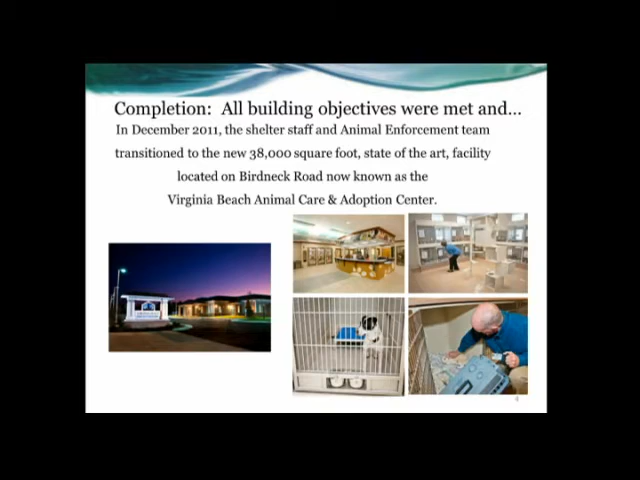 Completion:  All building objectives were met and...
In December 2011, the shelter staff and Animal Enforcement team
transitioned to the new 38,000 square foot, state of the art, facility
located on Birdneck Road now known as the
Virginia Beach Animal Care & Adoption Center.